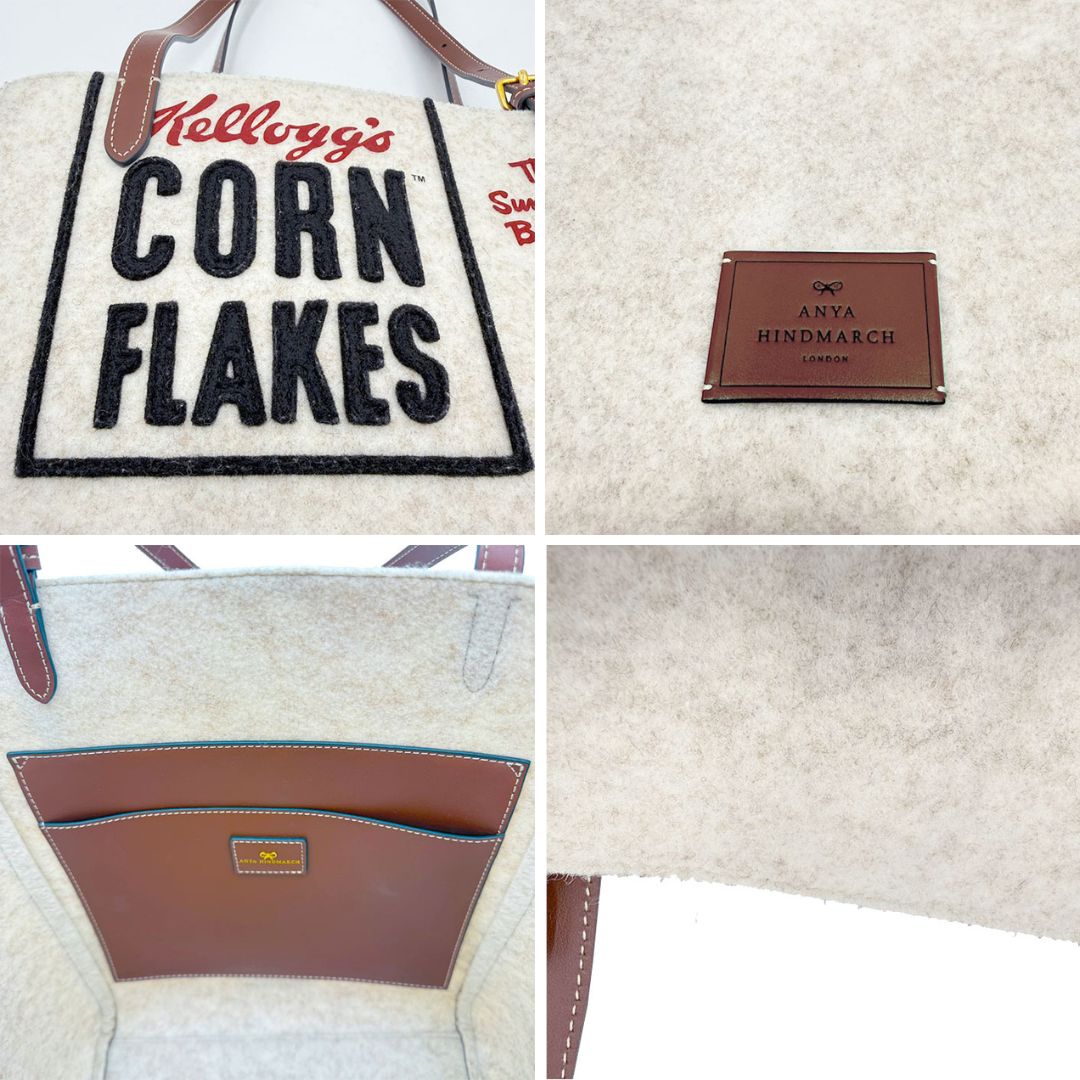 Kellogg's
CORN™
FLAKES
ANYA
HINDMARCH
LONDON
ANYA HINDMARCH